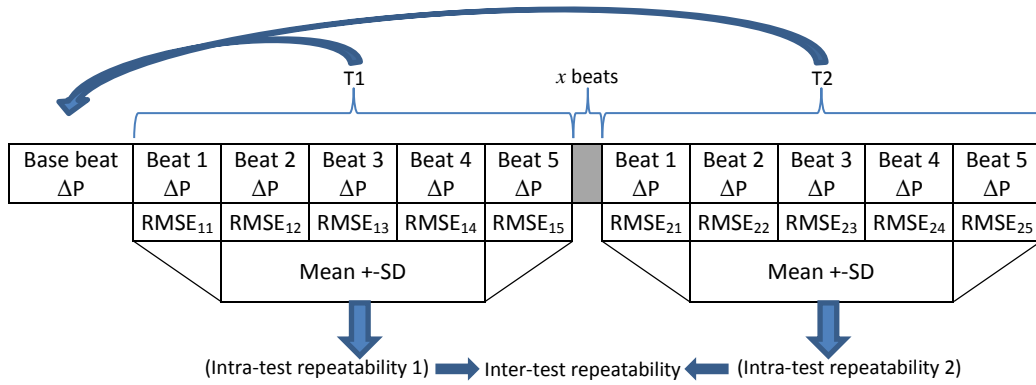 T1 x beats T2
Base beat Beat 1 Beat 2 Beat 3 Beat 4 Beat 5 Beat 1 Beat 2 Beat 3 Beat 4 Beat 5
ΔP ΔP ΔP ΔP ΔP ΔP ΔP ΔP ΔP ΔP ΔP
RMSE₁₁ RMSE₁₂ RMSE₁₃ RMSE₁₄ RMSE₁₅ RMSE₂₁ RMSE₂₂ RMSE₂₃ RMSE₂₄ RMSE₂₅
Mean +-SD Mean +-SD
(Intra-test repeatability 1) Inter-test repeatability (Intra-test repeatability 2)